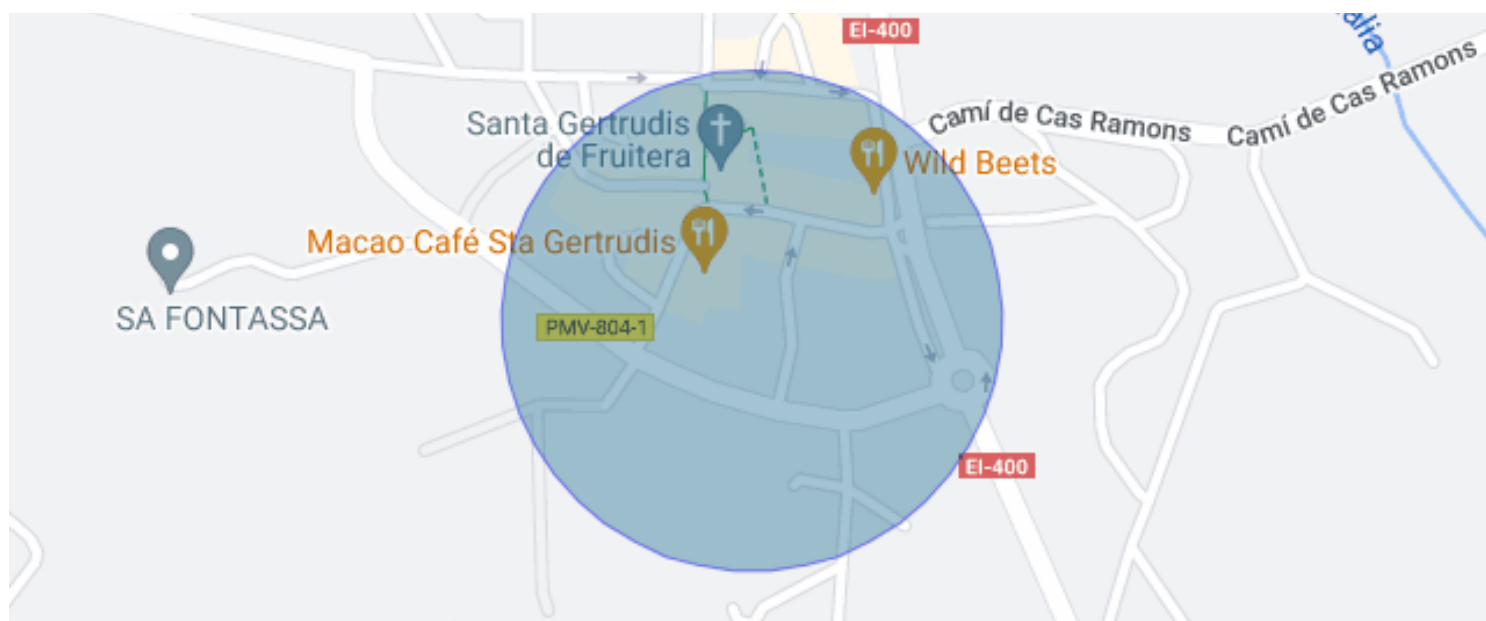 EI-400
alia
Camí de Cas Ramons
Santa Gertrudis
de Fruitera
Camí de Cas Ramons
Wild Beets
Macao Café Sta Gertrudis
SA FONTASSA
PMV-804-1
EI-400